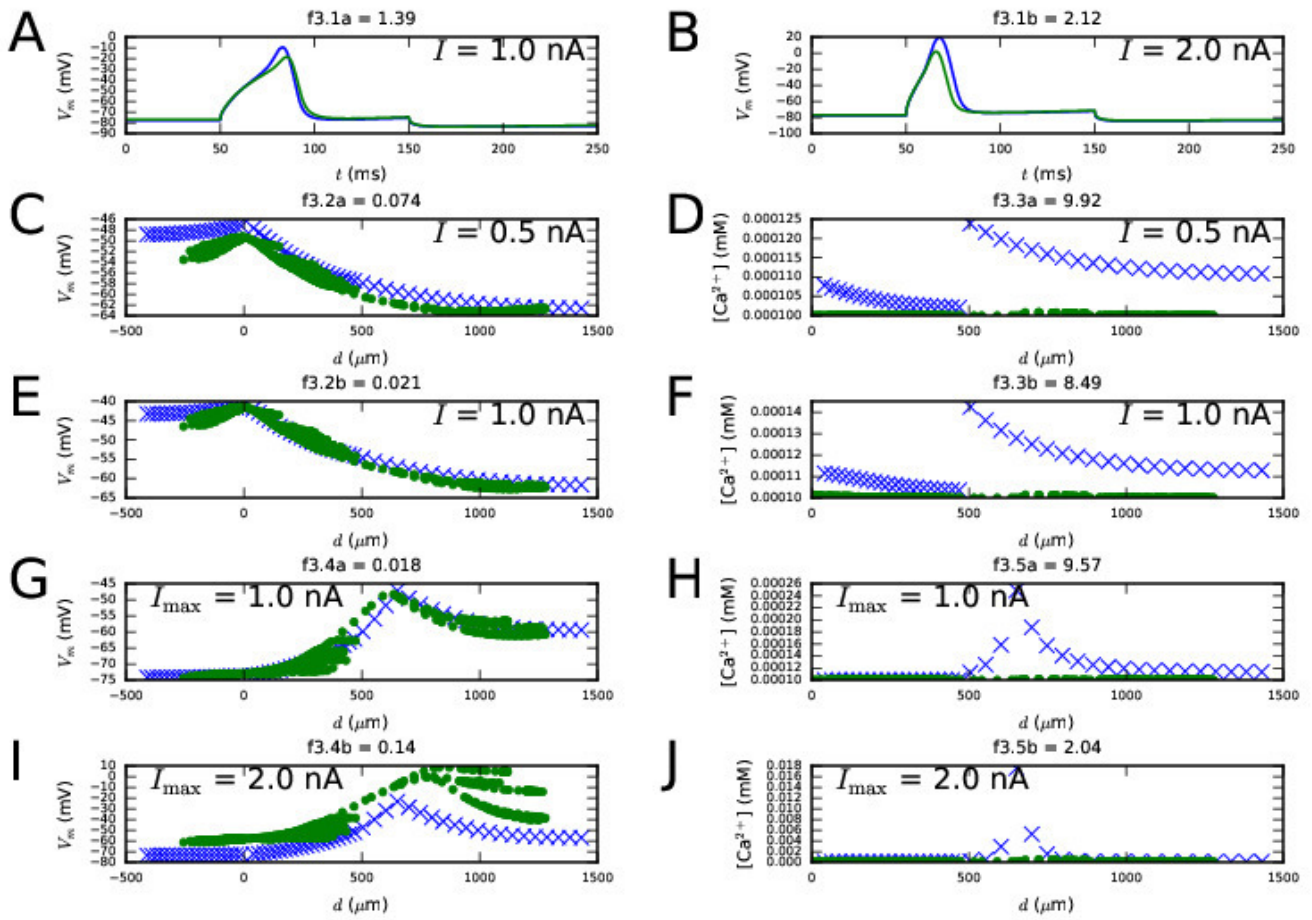 A
f3.1a = 1.39
I = 1.0 nA
V_m (mV)
0
−10
−20
−30
−40
−50
−60
−70
−80
−90
0 50 100 150 200 250
t (ms)
B
f3.1b = 2.12
I = 2.0 nA
V_m (mV)
20
0
−20
−40
−60
−80
−100
0 50 100 150 200 250
t (ms)
C
f3.2a = 0.074
I = 0.5 nA
V_m (mV)
−46
−48
−50
−52
−54
−56
−58
−60
−62
−64
−500 0 500 1000 1500
d (μm)
D
f3.3a = 9.92
I = 0.5 nA
[Ca²⁺] (mM)
0.000125
0.000120
0.000115
0.000110
0.000105
0.000100
0 500 1000 1500
d (μm)
E
f3.2b = 0.021
I = 1.0 nA
V_m (mV)
−40
−45
−50
−55
−60
−65
−500 0 500 1000 1500
d (μm)
F
f3.3b = 8.49
I = 1.0 nA
[Ca²⁺] (mM)
0.00014
0.00013
0.00012
0.00011
0.00010
0 500 1000 1500
d (μm)
G
f3.4a = 0.018
I_max = 1.0 nA
V_m (mV)
−45
−50
−55
−60
−65
−70
−75
−500 0 500 1000 1500
d (μm)
H
f3.5a = 9.57
I_max = 1.0 nA
[Ca²⁺] (mM)
0.00026
0.00024
0.00022
0.00020
0.00018
0.00016
0.00014
0.00012
0.00010
0 500 1000 1500
d (μm)
I
f3.4b = 0.14
I_max = 2.0 nA
V_m (mV)
10
0
−10
−20
−30
−40
−50
−60
−70
−80
−500 0 500 1000 1500
d (μm)
J
f3.5b = 2.04
I_max = 2.0 nA
[Ca²⁺] (mM)
0.018
0.016
0.014
0.012
0.010
0.008
0.006
0.004
0.002
0.000
0 500 1000 1500
d (μm)